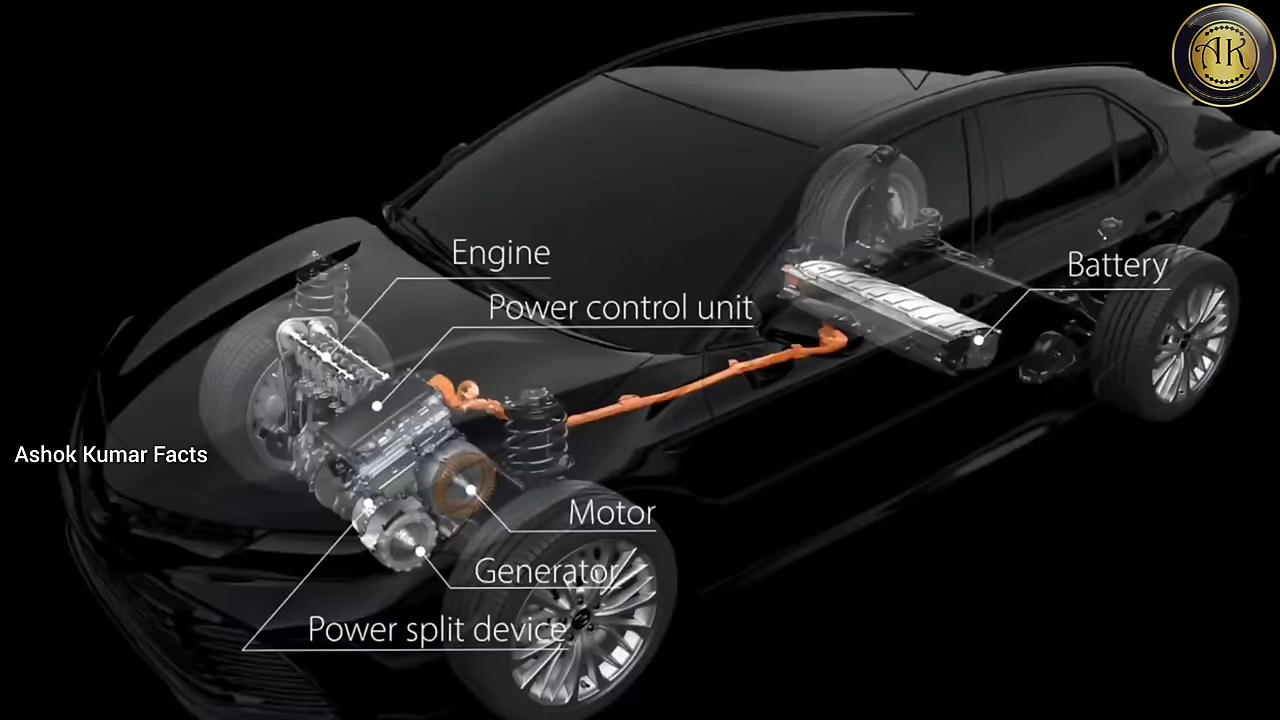 AK
Engine
Battery
Power control unit
Ashok Kumar Facts
Motor
Generator
Power split device